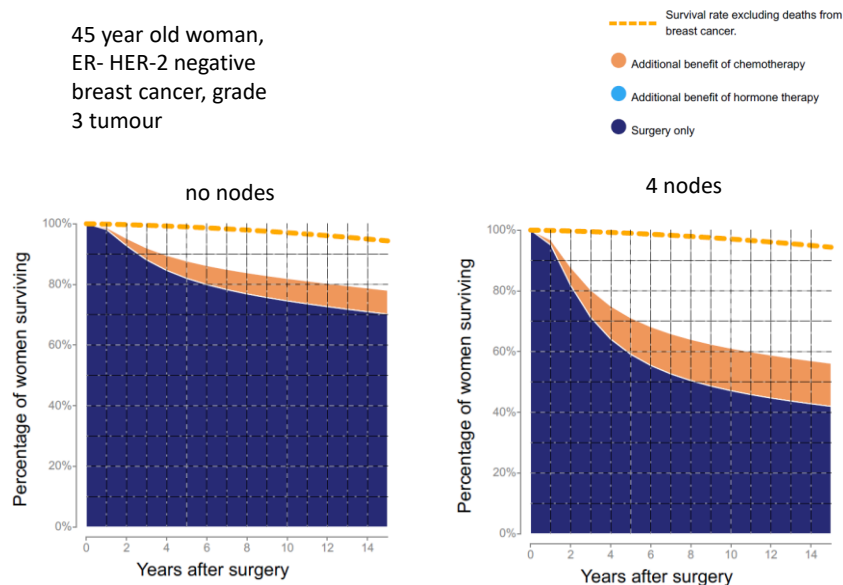 45 year old woman,
ER- HER-2 negative
breast cancer, grade
3 tumour
Survival rate excluding deaths from
breast cancer.
Additional benefit of chemotherapy
Additional benefit of hormone therapy
Surgery only
no nodes
Percentage of women surviving
100%
80%
60%
40%
20%
0%
0 2 4 6 8 10 12 14
Years after surgery
4 nodes
Percentage of women surviving
100%
80%
60%
40%
20%
0%
0 2 4 6 8 10 12 14
Years after surgery